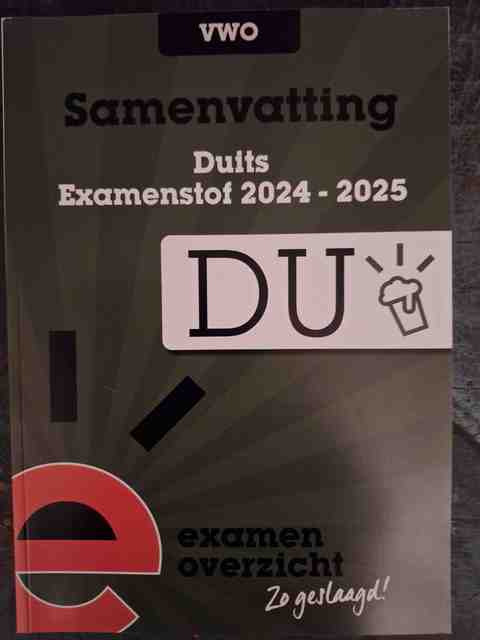 VWO
Samenvatting
Duits
Examenstof 2024 - 2025
DU
examen
overzicht
Zo geslaagd!